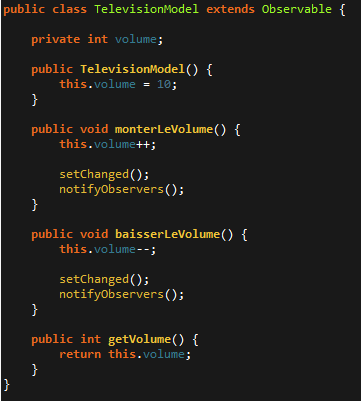 public class TelevisionModel extends Observable {
private int volume;
public TelevisionModel() {
this.volume = 10;
}
public void monterLeVolume() {
this.volume++;
setChanged();
notifyObservers();
}
public void baisserLeVolume() {
this.volume--;
setChanged();
notifyObservers();
}
public int getVolume() {
return this.volume;
}
}